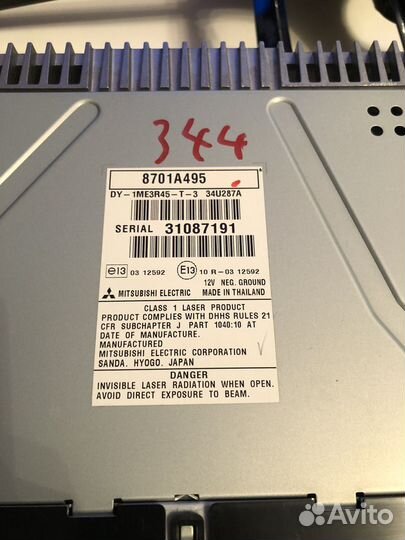 344
8701A495
DY-1ME3R45-T-3 34U287A
SERIAL 31087191
e13 03 12592 E13 10 R-03 12592
12V NEG. GROUND
MITSUBISHI ELECTRIC MADE IN THAILAND
CLASS 1 LASER PRODUCT
PRODUCT COMPLIES WITH DHHS RULES 21
CFR SUBCHAPTER J PART 1040:10 AT
DATE OF MANUFACTURE.
MANUFACTURED
MITSUBISHI ELECTRIC CORPORATION
SANDA. HYOGO. JAPAN
DANGER
INVISIBLE LASER RADIATION WHEN OPEN.
AVOID DIRECT EXPOSURE TO BEAM.
Avito